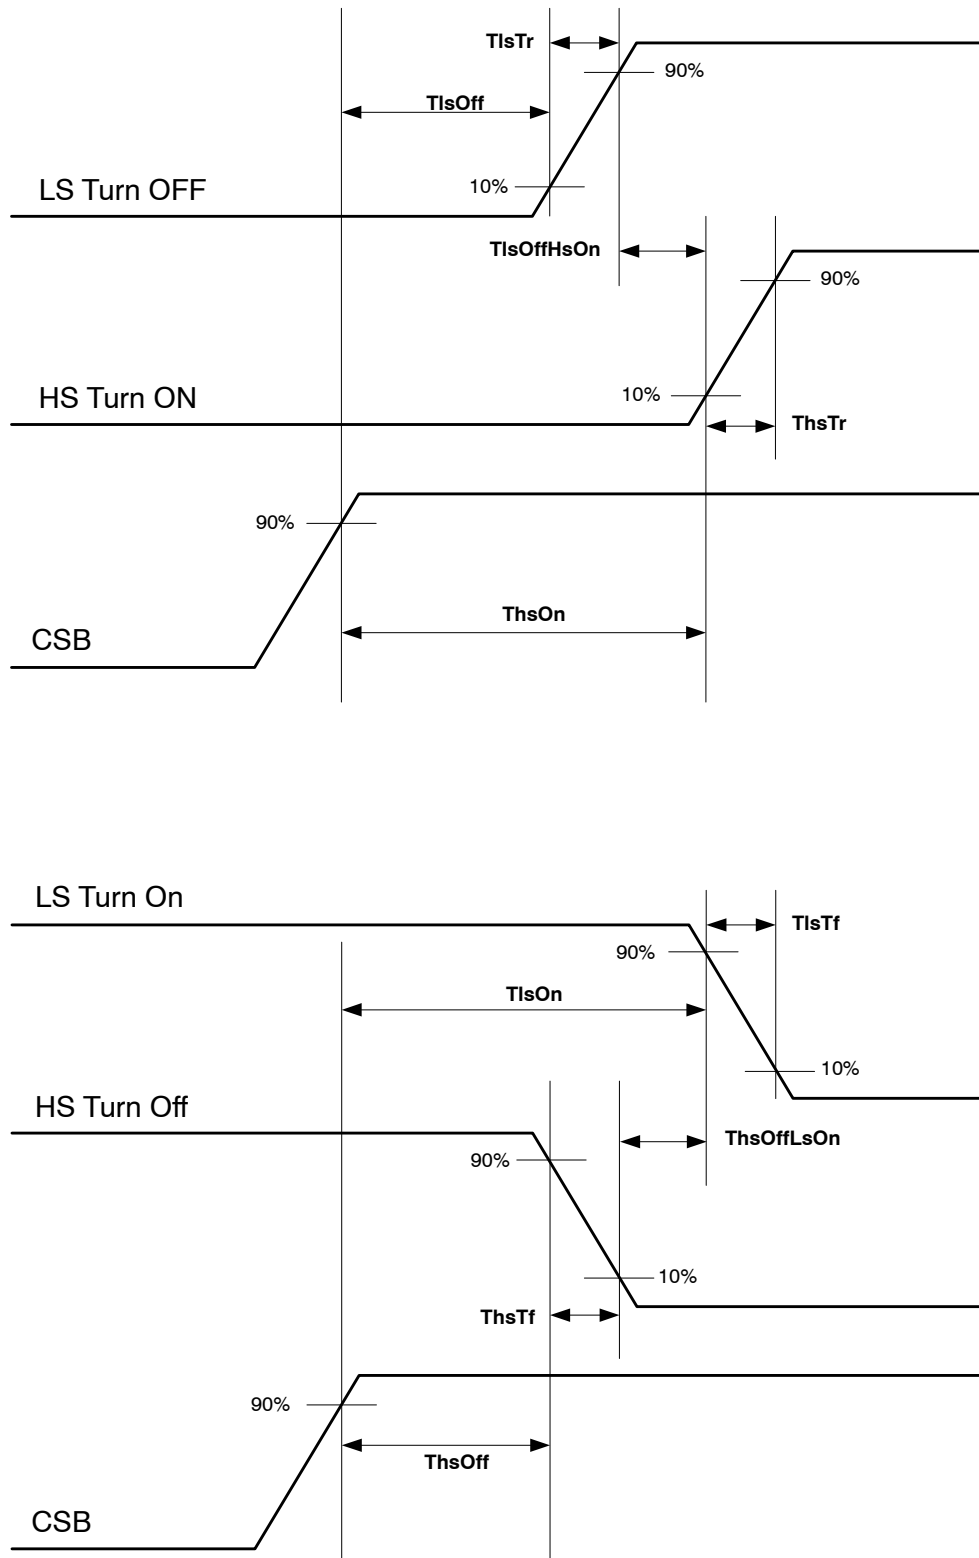 TlsTr
90%
TlsOff
LS Turn OFF
10%
TlsOffHsOn
90%
HS Turn ON
10%
ThsTr
90%
ThsOn
CSB
LS Turn On
TlsTf
90%
TlsOn
10%
HS Turn Off
ThsOffLsOn
90%
10%
ThsTf
90%
ThsOff
CSB